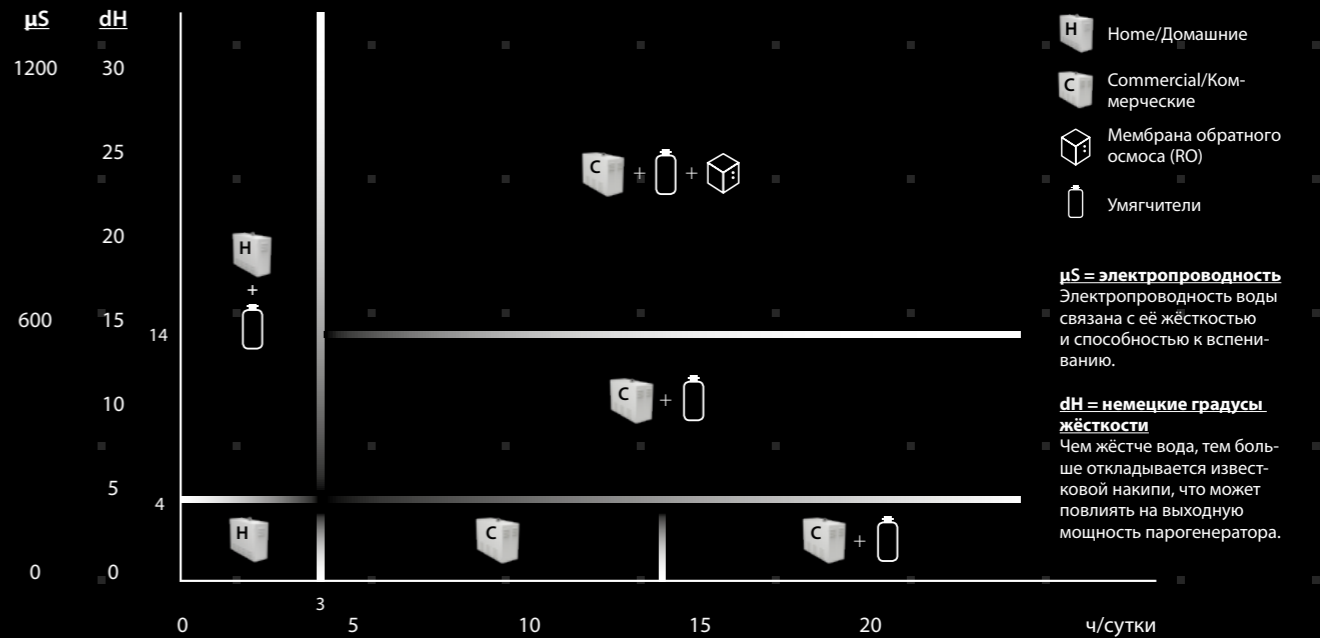 µS dH
1200 30
25
20
600 15
14
10
5
4
0 0
H
+
H
C + +
C +
C
C +
3
0 5 10 15 20 ч/сутки
H Home/Домашние
C Commercial/Ком-
мерческие
Мембрана обратного
осмоса (RO)
Умягчители
µS = электропроводность
Электропроводность воды
связана с её жёсткостью
и способностью к вспени-
ванию.
dH = немецкие градусы
жёсткости
Чем жёстче вода, тем боль-
ше откладывается извест-
ковой накипи, что может
повлиять на выходную
мощность парогенератора.